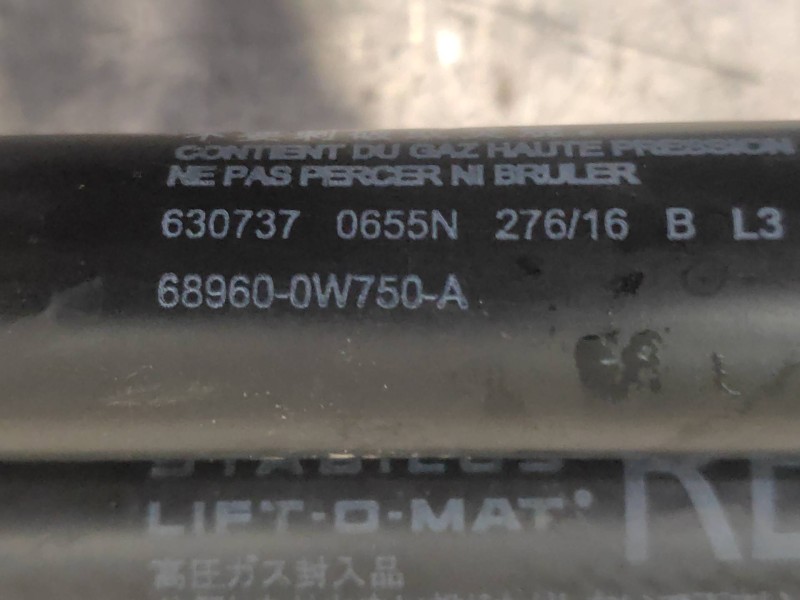 CONTIENT DU GAZ HAUTE PRESSION
NE PAS PERCER NI BRULER
630737 0655N 276/16 B L3
68960-0W750-A
STABILUS
LIFT-O-MAT
高圧ガス封入品